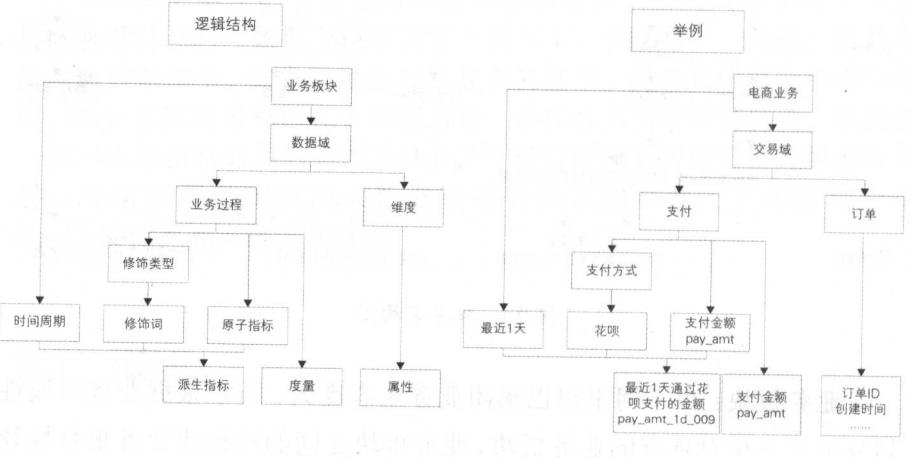 逻辑结构
业务板块
数据域
业务过程
维度
修饰类型
时间周期
修饰词
原子指标
派生指标
度量
属性
举例
电商业务
交易域
支付
订单
支付方式
最近1天
花呗
支付金额
pay_amt
最近1天通过花
呗支付的金额
pay_amt_1d_009
支付金额
pay_amt
订单ID
创建时间
……